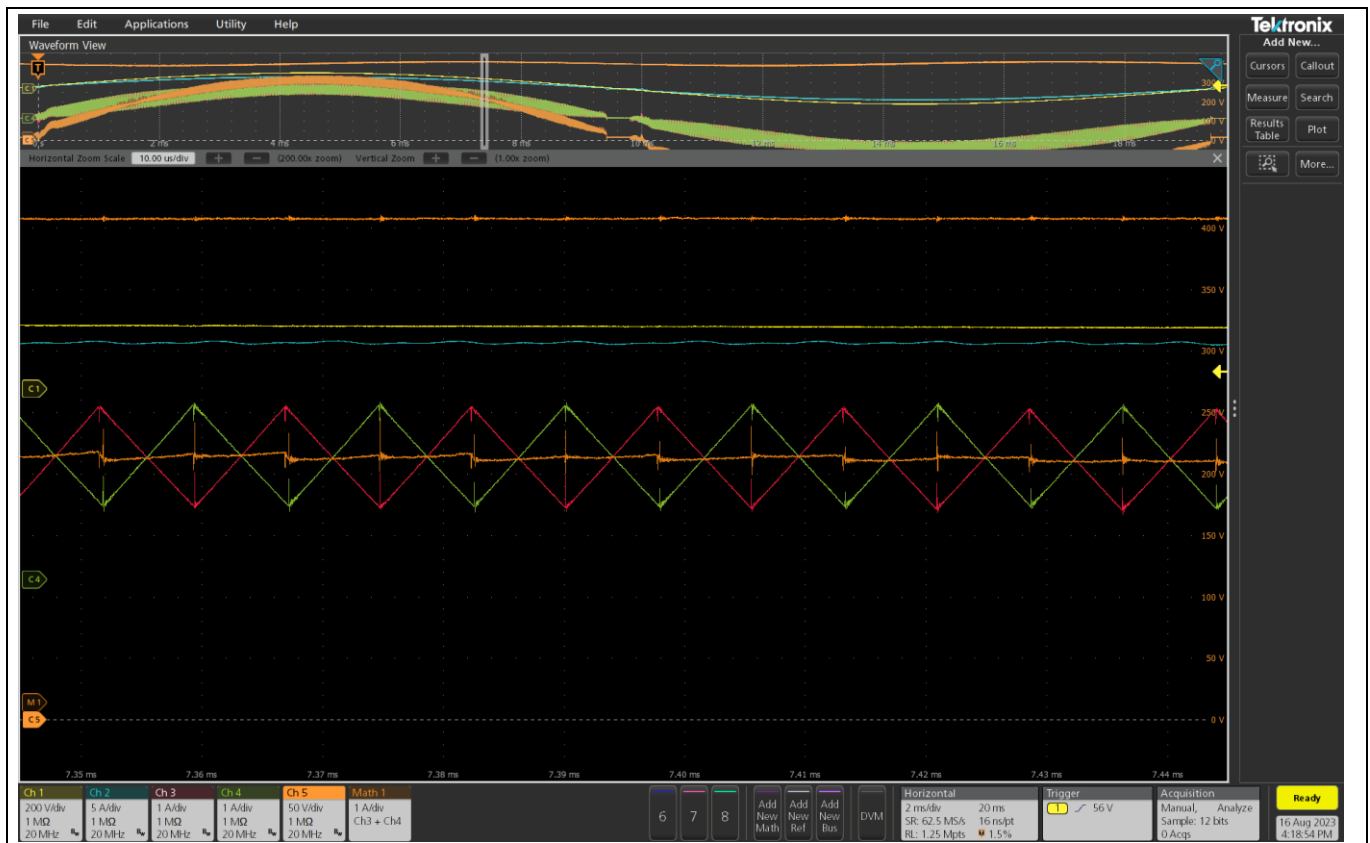 File Edit Applications Utility Help
Tektronix
Waveform View
Add New...
Cursors Callout
Measure Search
Results Table Plot
More...
T
C4
200 V
2 ms 4 ms 6 ms 8 ms 10 ms 12 ms 14 ms 16 ms 18 ms
Horizontal Zoom Scale 10.00 us/div + − (200.00x zoom) Vertical Zoom + − (1.00x zoom) ×
400 V
350 V
300 V
C1
250 V
200 V
150 V
C4
100 V
50 V
M1
C5
0 V
7.35 ms 7.36 ms 7.37 ms 7.38 ms 7.39 ms 7.40 ms 7.41 ms 7.42 ms 7.43 ms 7.44 ms
Ch 1
200 V/div
1 MΩ
20 MHz Bw
Ch 2
5 A/div
1 MΩ
20 MHz Bw
Ch 3
1 A/div
1 MΩ
20 MHz Bw
Ch 4
1 A/div
1 MΩ
20 MHz Bw
Ch 5
50 V/div
1 MΩ
20 MHz Bw
Math 1
1 A/div
Ch3 + Ch4
6 7 8
Add New Math
Add New Ref
Add New Bus
DVM
Horizontal
2 ms/div 20 ms
SR: 62.5 MS/s 16 ns/pt
RL: 1.25 Mpts 1.5%
Trigger
1 56 V
Acquisition
Manual, Analyze
Sample: 12 bits
0 Acqs
Ready
16 Aug 2023
4:18:54 PM